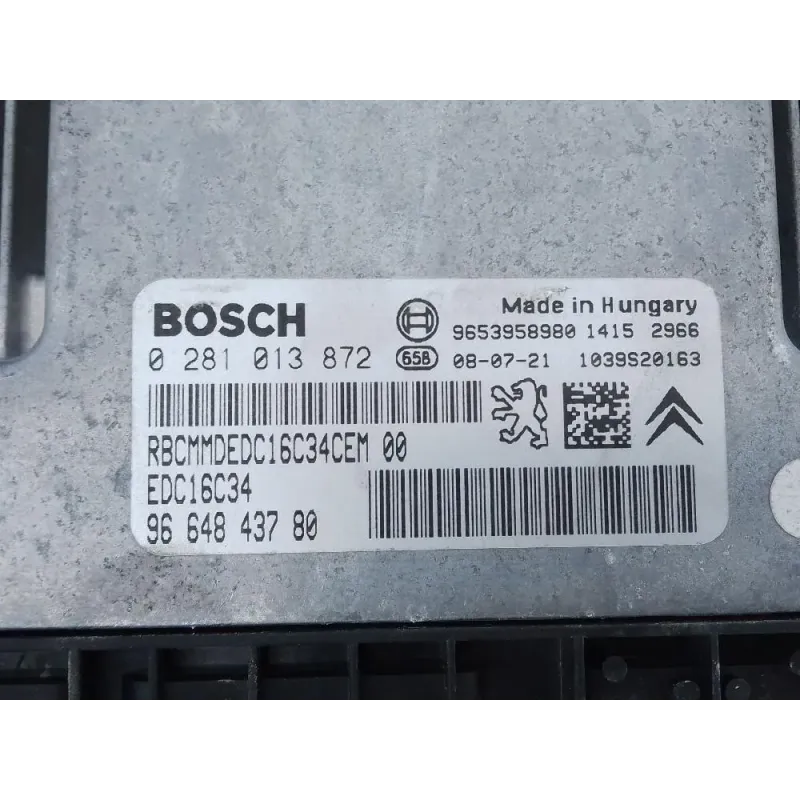 BOSCH
Made in Hungary
9653958980 1415 2966
0 281 013 872 658 08-07-21 1039S20163
RBCMMDEDC16C34CEM 00
EDC16C34
96 648 437 80